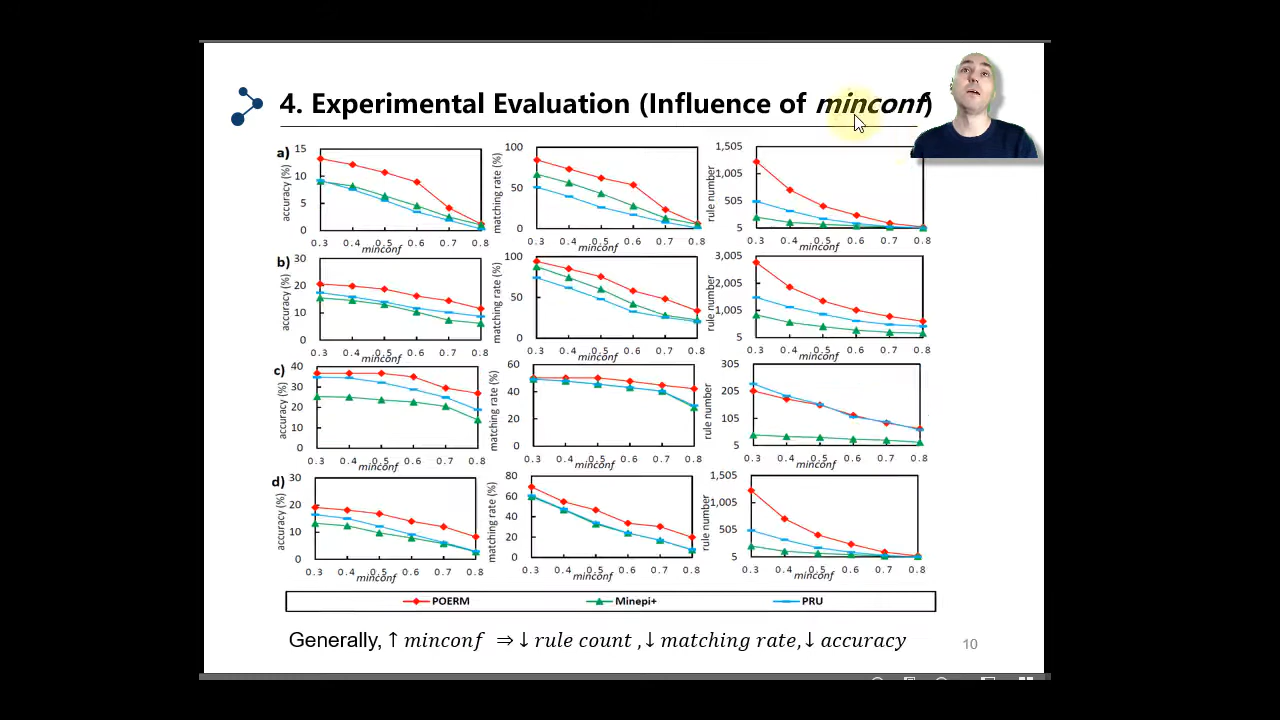 4. Experimental Evaluation (Influence of minconf)
a)
15
10
5
0
accuracy (%)
0.3 0.4 0.5 0.6 0.7 0.8
minconf
100
50
0
matching rate (%)
0.3 0.4 0.5 0.6 0.7 0.8
minconf
1,505
1,005
505
5
rule number
0.3 0.4 0.5 0.6 0.7 0.8
minconf
b)
30
20
10
0
accuracy (%)
0.3 0.4 0.5 0.6 0.7 0.8
minconf
100
50
0
matching rate (%)
0.3 0.4 0.5 0.6 0.7 0.8
minconf
3,005
2,005
1,005
5
rule number
0.3 0.4 0.5 0.6 0.7 0.8
minconf
c)
40
30
20
10
0
accuracy (%)
0.3 0.4 0.5 0.6 0.7 0.8
minconf
60
40
20
0
matching rate (%)
0.3 0.4 0.5 0.6 0.7 0.8
minconf
305
205
105
5
rule number
0.3 0.4 0.5 0.6 0.7 0.8
minconf
d)
30
20
10
0
accuracy (%)
0.3 0.4 0.5 0.6 0.7 0.8
minconf
80
60
40
20
0
matching rate (%)
0.3 0.4 0.5 0.6 0.7 0.8
minconf
1,505
1,005
505
5
rule number
0.3 0.4 0.5 0.6 0.7 0.8
minconf
POERM Minepi+ PRU
Generally, ↑ minconf ⇒ ↓ rule count , ↓ matching rate, ↓ accuracy
10